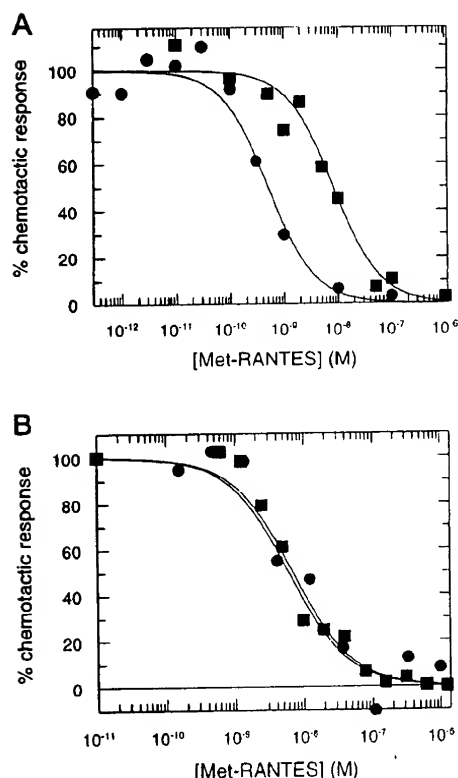 A
% chemotactic response
100
80
60
40
20
0
10⁻¹² 10⁻¹¹ 10⁻¹⁰ 10⁻⁹ 10⁻⁸ 10⁻⁷ 10⁻⁶
[Met-RANTES] (M)
B
% chemotactic response
100
80
60
40
20
0
10⁻¹¹ 10⁻¹⁰ 10⁻⁹ 10⁻⁸ 10⁻⁷ 10⁻⁵
[Met-RANTES] (M)